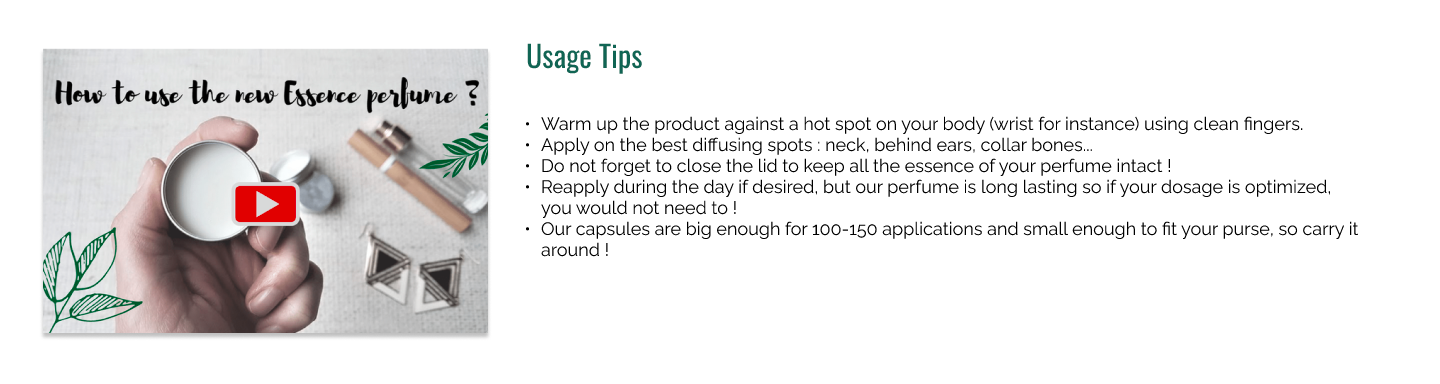 How to use the new Essence perfume ?
Usage Tips
• Warm up the product against a hot spot on your body (wrist for instance) using clean fingers.
• Apply on the best diffusing spots : neck, behind ears, collar bones...
• Do not forget to close the lid to keep all the essence of your perfume intact !
• Reapply during the day if desired, but our perfume is long lasting so if your dosage is optimized,
you would not need to !
• Our capsules are big enough for 100-150 applications and small enough to fit your purse, so carry it
around !